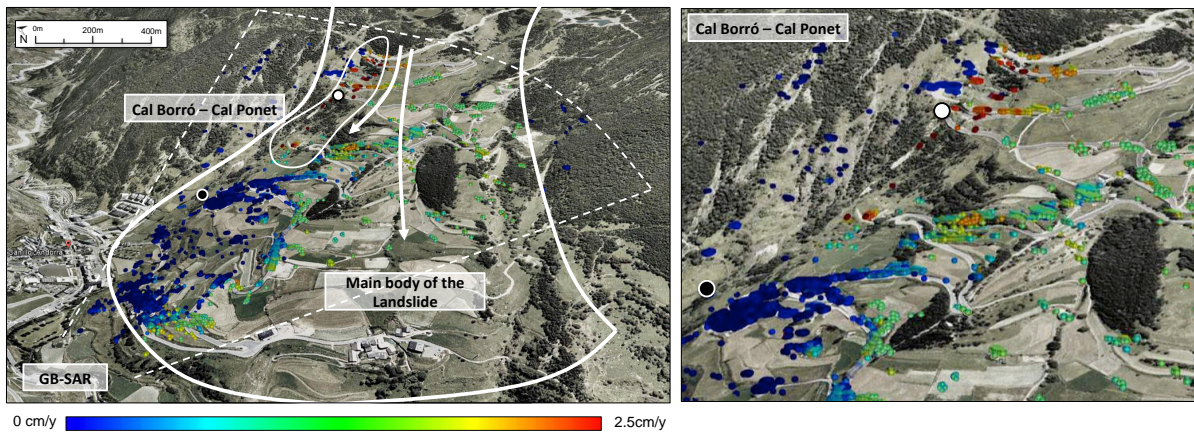 N
0m
200m
400m
Cal Borró – Cal Ponet
Main body of the
Landslide
GB-SAR
0 cm/y
2.5cm/y
Cal Borró – Cal Ponet